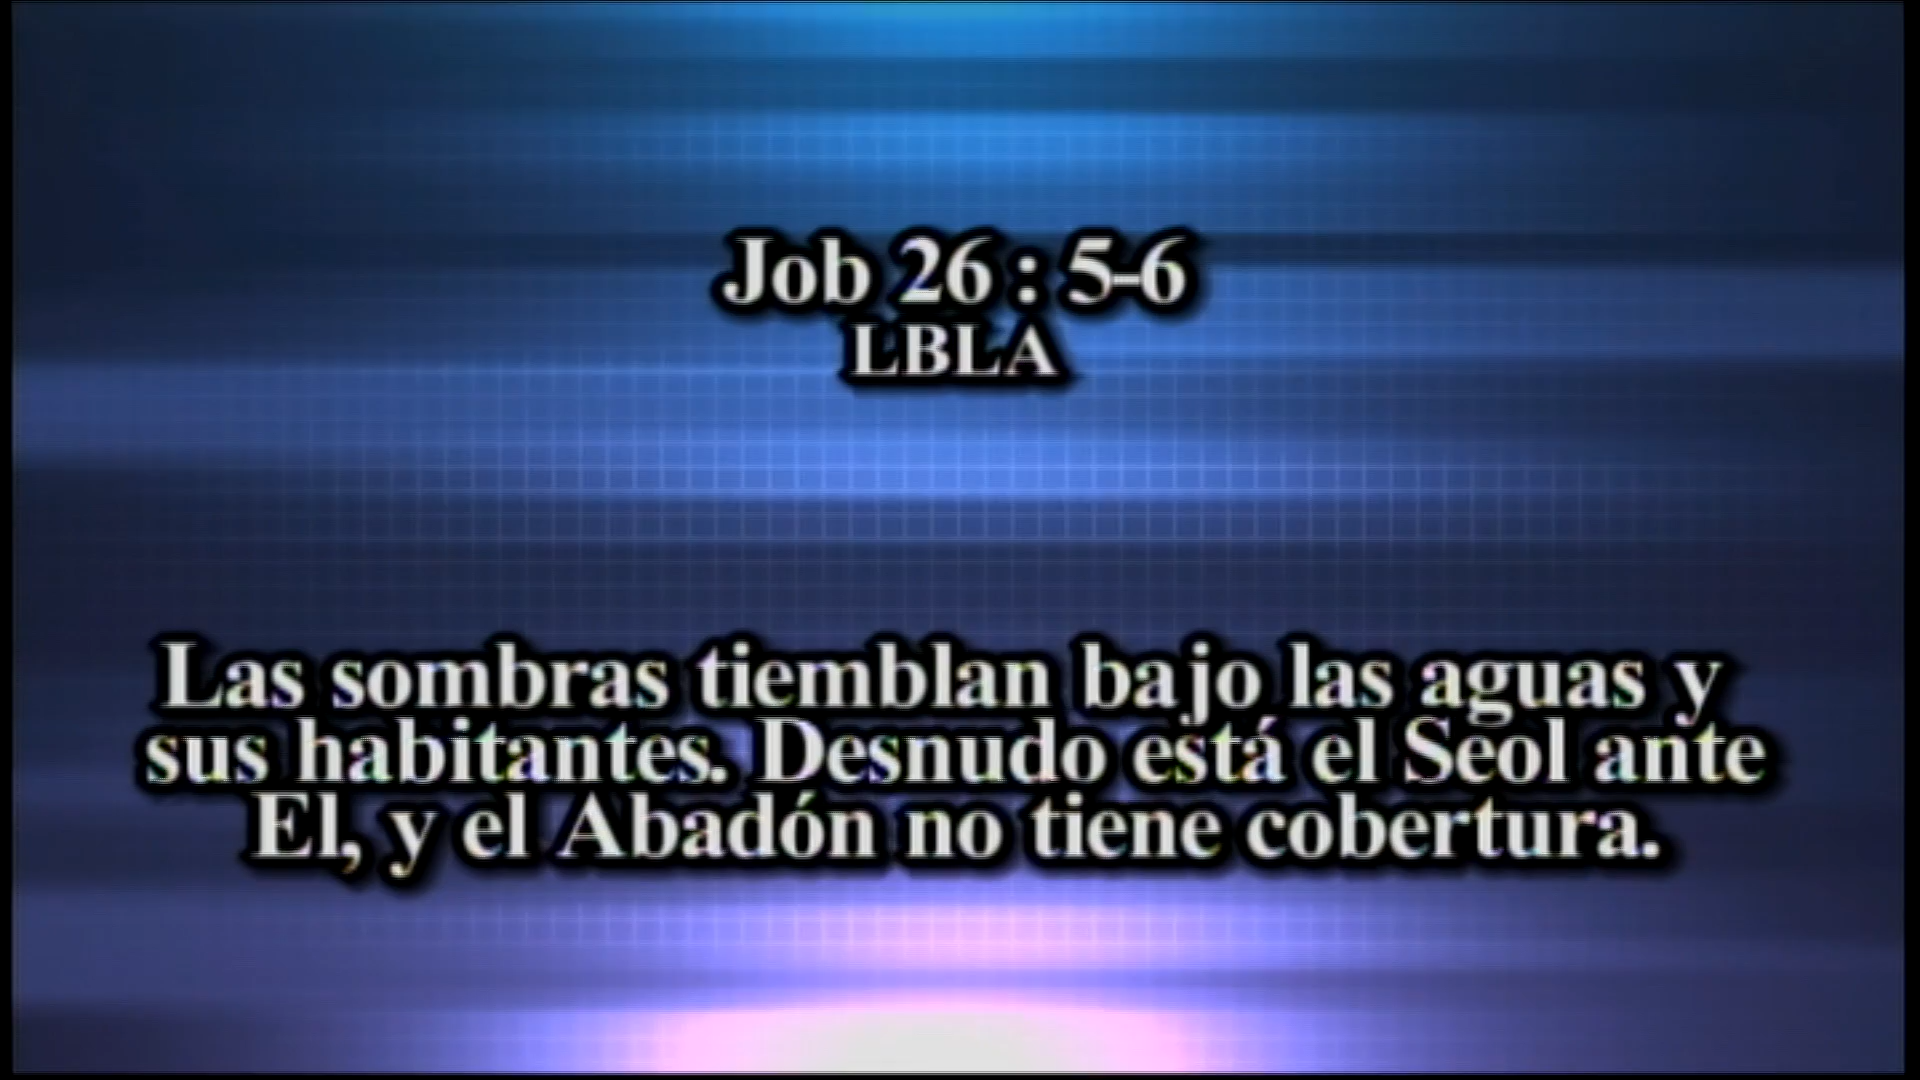 Job 26 : 5-6
LBLA
Las sombras tiemblan bajo las aguas y
sus habitantes. Desnudo está el Seol ante
El, y el Abadón no tiene cobertura.